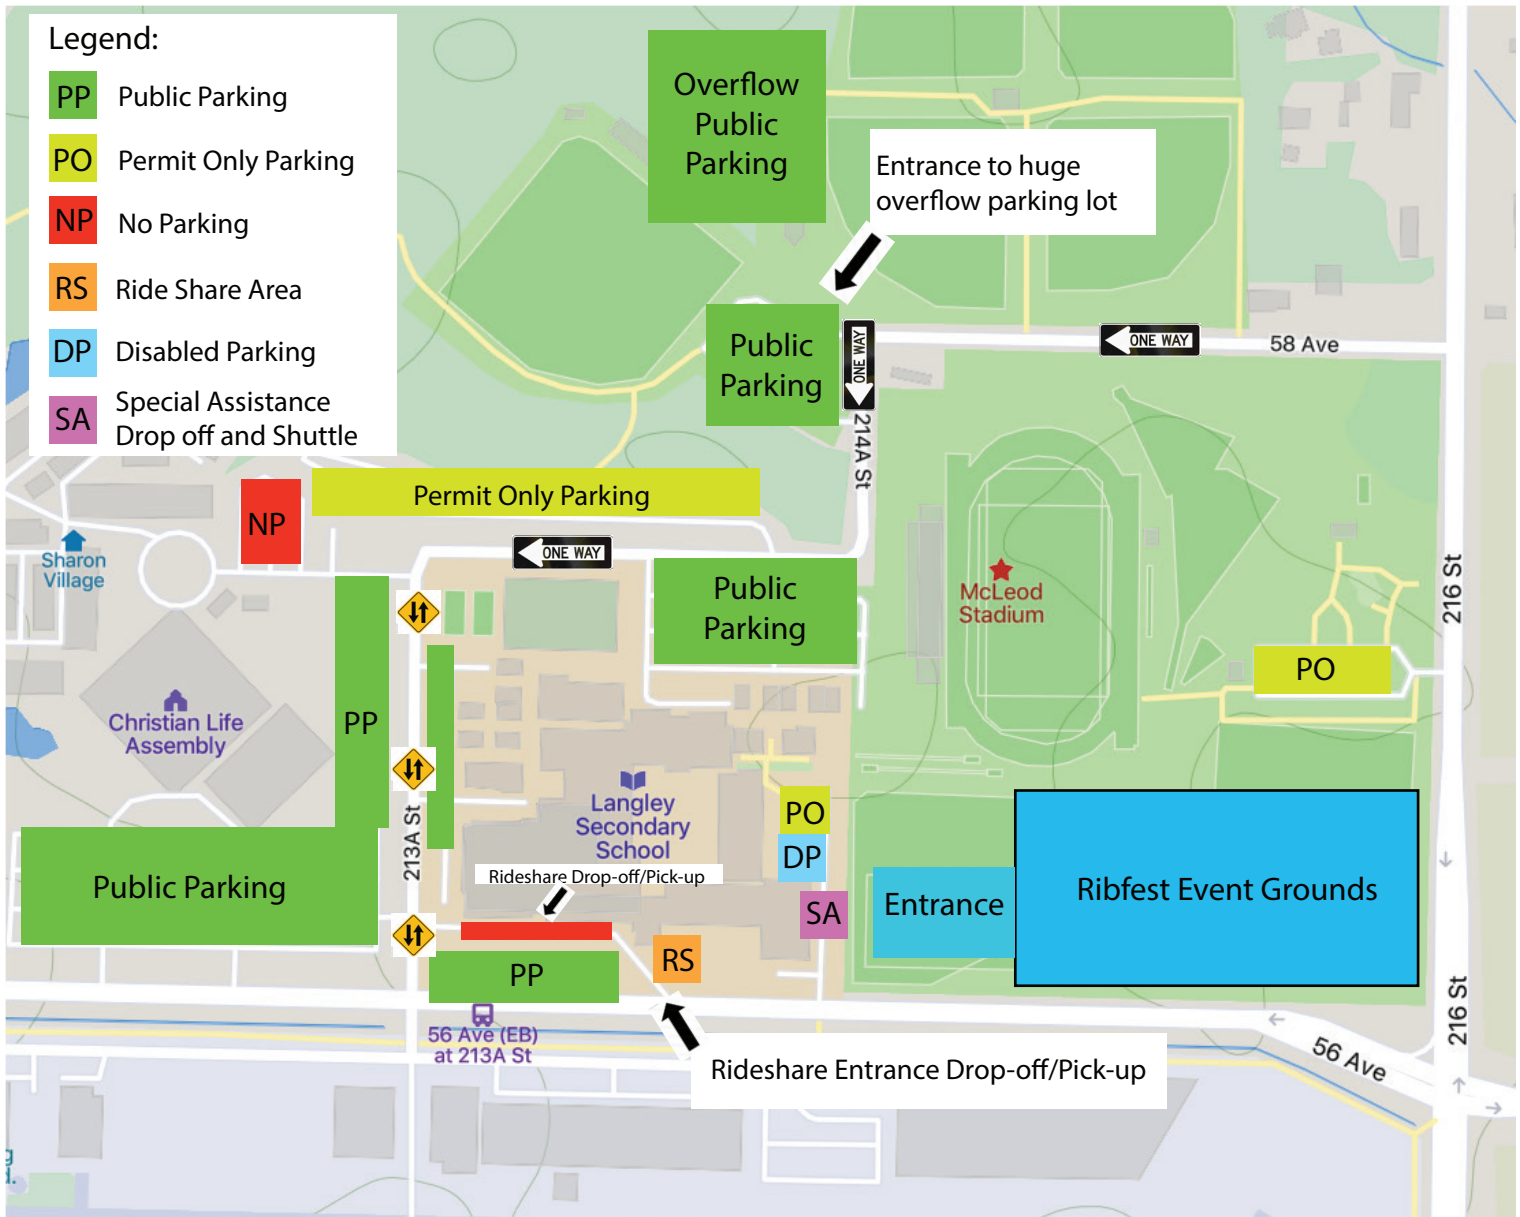 Legend:
PP Public Parking
PO Permit Only Parking
NP No Parking
RS Ride Share Area
DP Disabled Parking
SA Special Assistance
Drop off and Shuttle
Overflow
Public
Parking
Entrance to huge
overflow parking lot
Public
Parking
ONE WAY
ONE WAY
58 Ave
214A St
Permit Only Parking
NP
Sharon
Village
ONE WAY
Public
Parking
McLeod
Stadium
216 St
PO
PP
Christian Life
Assembly
Langley
Secondary
School
PO
DP
213A St
Rideshare Drop-off/Pick-up
Public Parking
SA
Entrance
Ribfest Event Grounds
RS
PP
56 Ave (EB)
at 213A St
216 St
56 Ave
Rideshare Entrance Drop-off/Pick-up